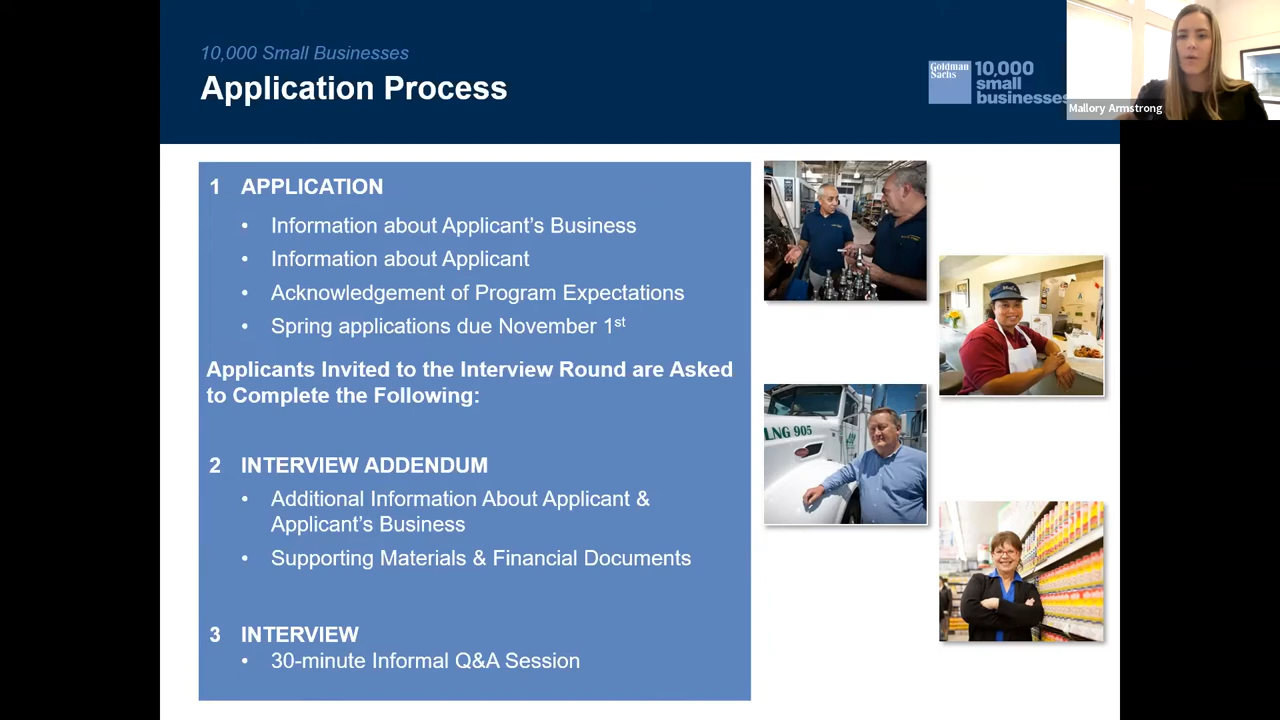 10,000 Small Businesses
Application Process
Goldman
Sachs
10,000
small
businesses
Mallory Armstrong
1 APPLICATION
• Information about Applicant’s Business
• Information about Applicant
• Acknowledgement of Program Expectations
• Spring applications due November 1st
Applicants Invited to the Interview Round are Asked
to Complete the Following:
2 INTERVIEW ADDENDUM
• Additional Information About Applicant &
Applicant’s Business
• Supporting Materials & Financial Documents
3 INTERVIEW
• 30-minute Informal Q&A Session
LNG 905